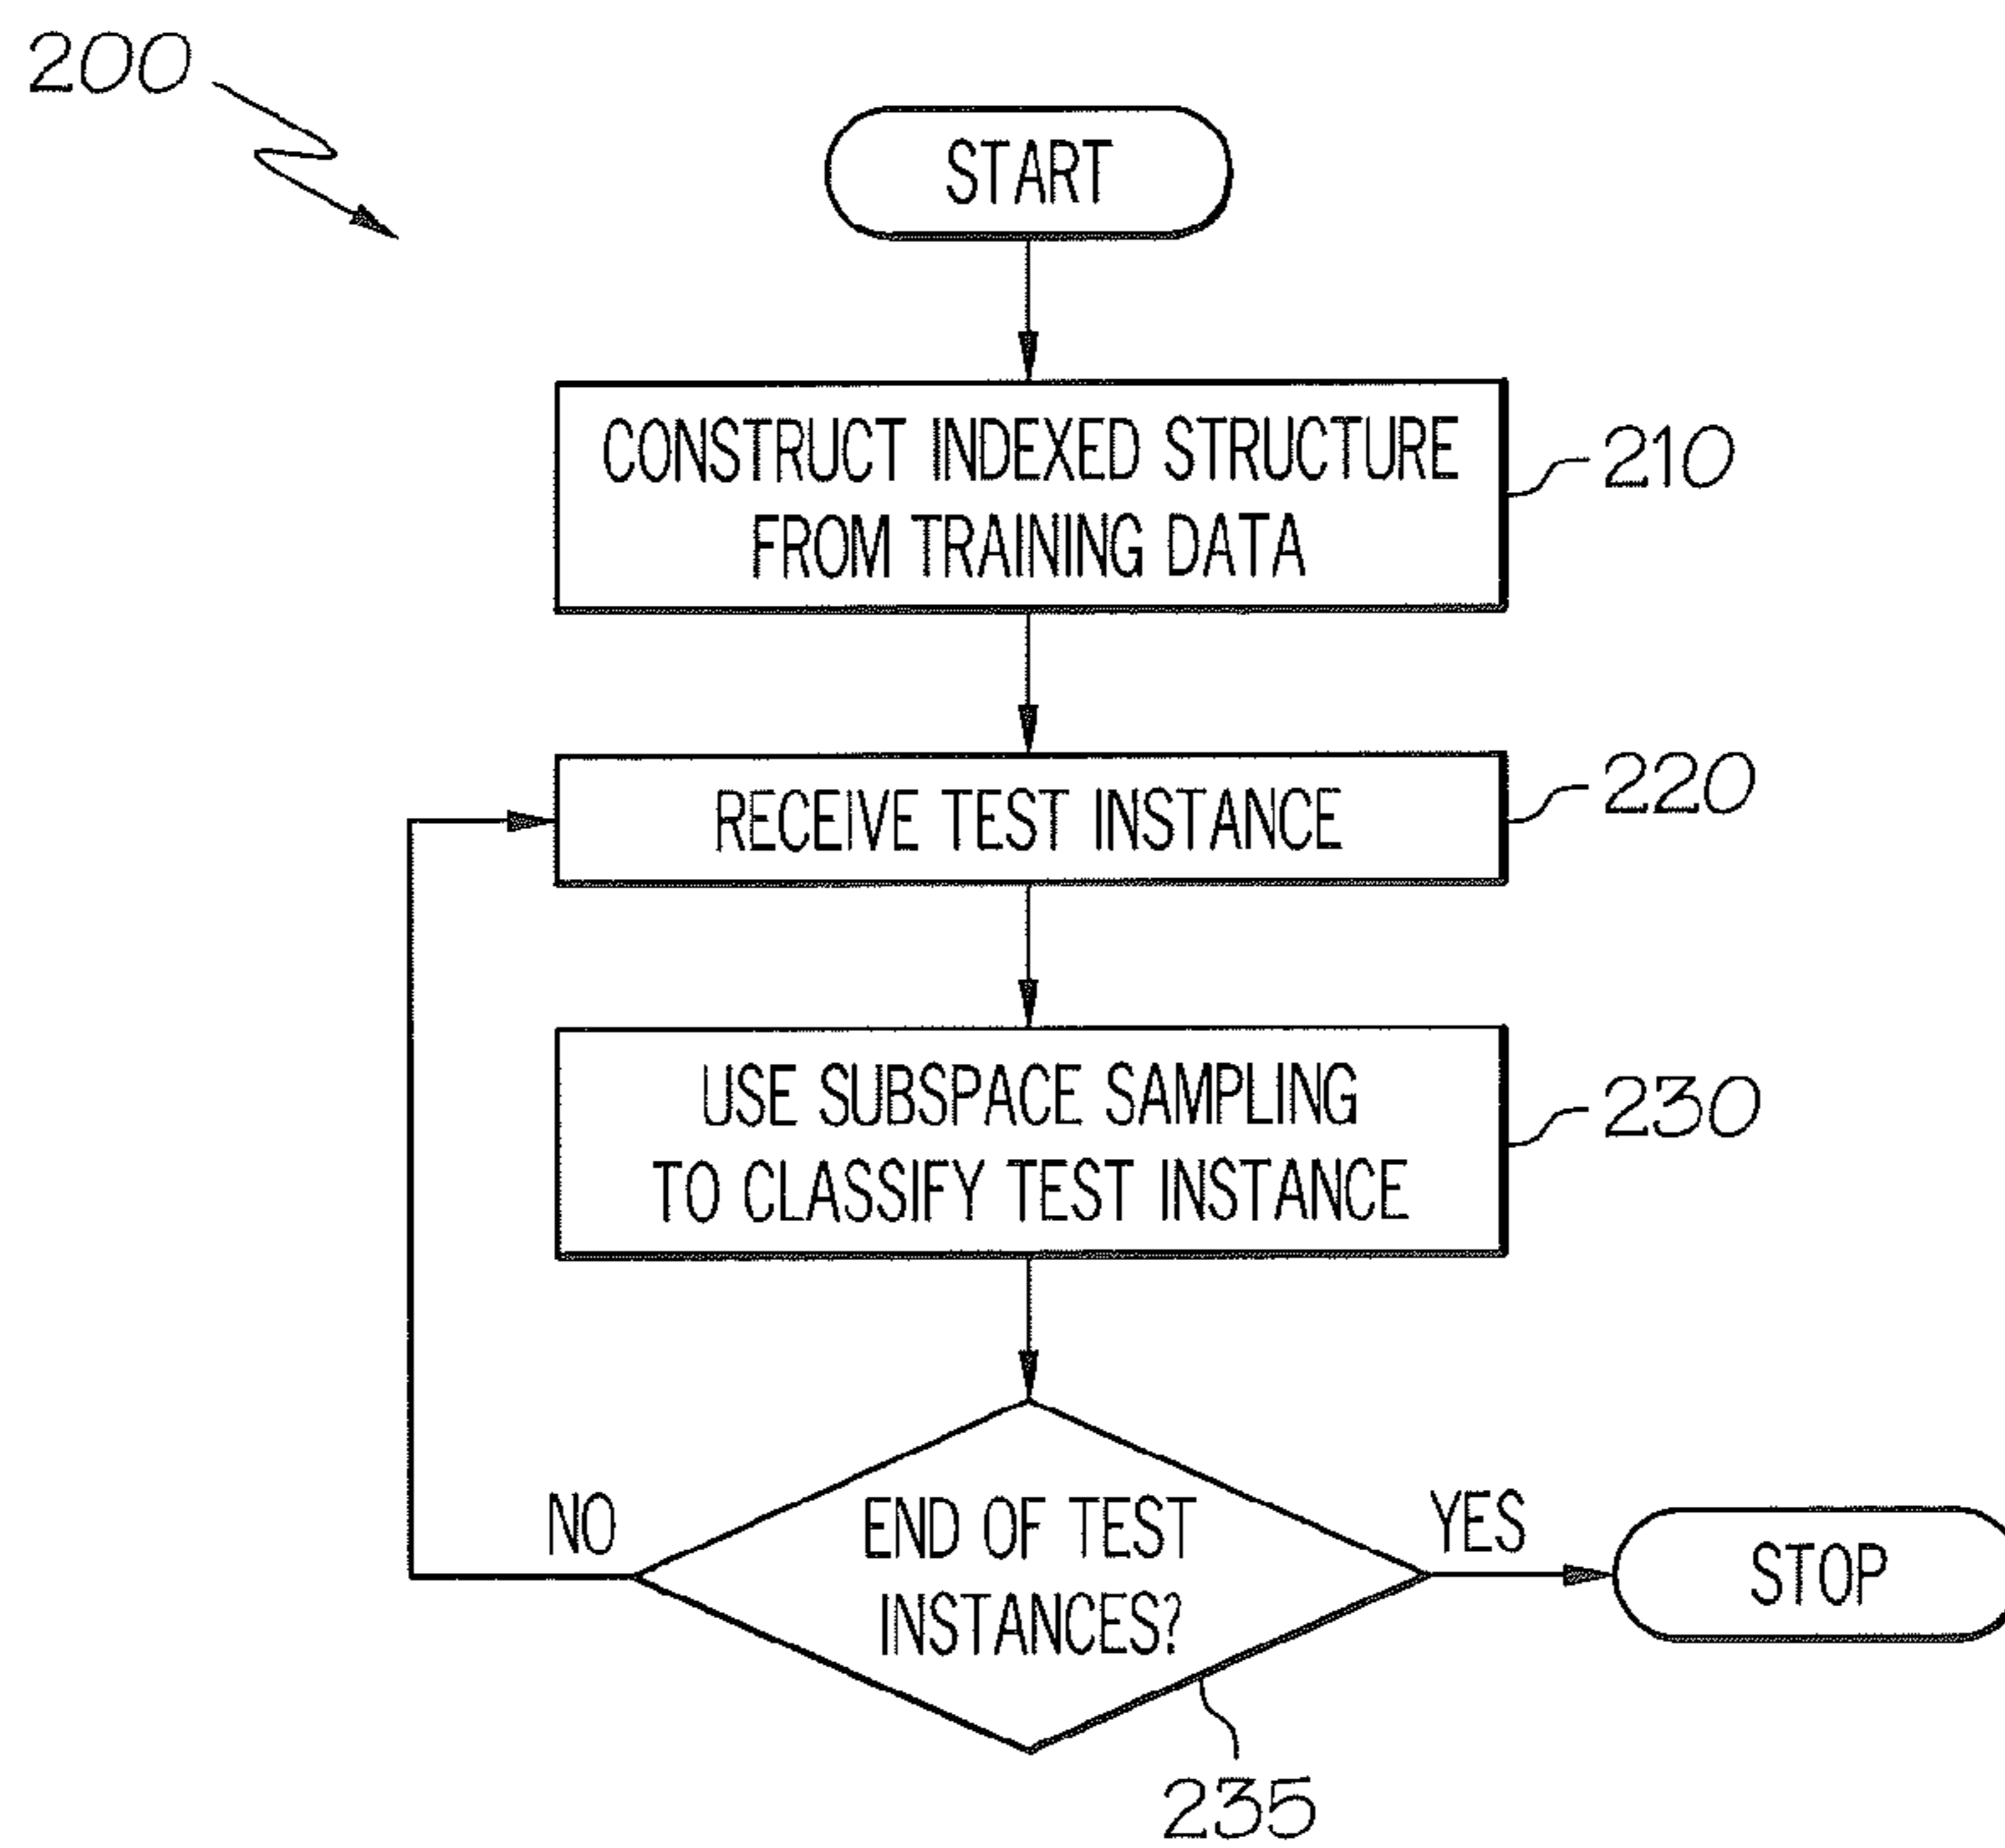 200
START
CONSTRUCT INDEXED STRUCTURE
FROM TRAINING DATA
210
RECEIVE TEST INSTANCE
220
USE SUBSPACE SAMPLING
TO CLASSIFY TEST INSTANCE
230
NO
END OF TEST
INSTANCES?
YES
STOP
235